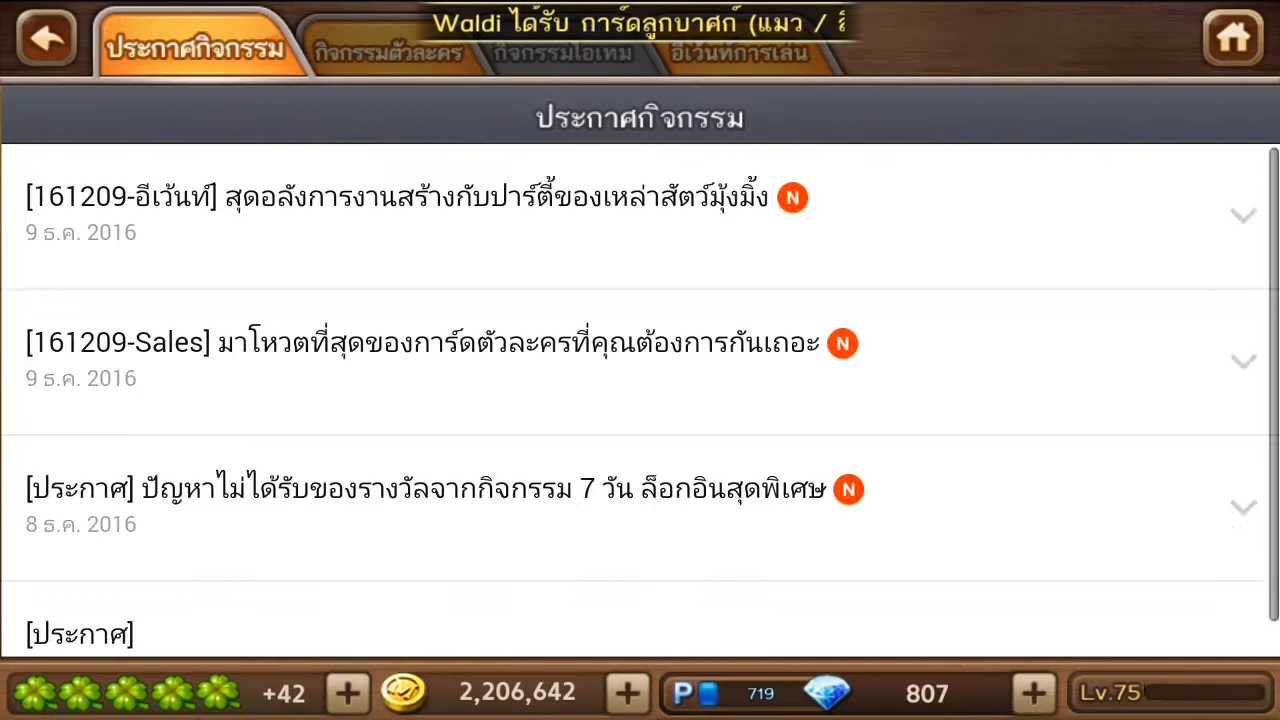 Waldi ได้รับ การ์ดลูกบาศก์ (แมว /
ประกาศกิจกรรม
กิจกรรมตัวละคร
กิจกรรมไอเทม
อีเว้นท์การเล่น
ประกาศกิจกรรม
[161209-อีเว้นท์] สุดอลังการงานสร้างกับปาร์ตี้ของเหล่าสัตว์มุ้งมิ้ง N
9 ธ.ค. 2016
[161209-Sales] มาโหวตที่สุดของการ์ดตัวละครที่คุณต้องการกันเถอะ N
9 ธ.ค. 2016
[ประกาศ] ปัญหาไม่ได้รับของรางวัลจากกิจกรรม 7 วัน ล็อกอินสุดพิเศษ N
8 ธ.ค. 2016
[ประกาศ]
+42 2,206,642 P 719 807 Lv.75